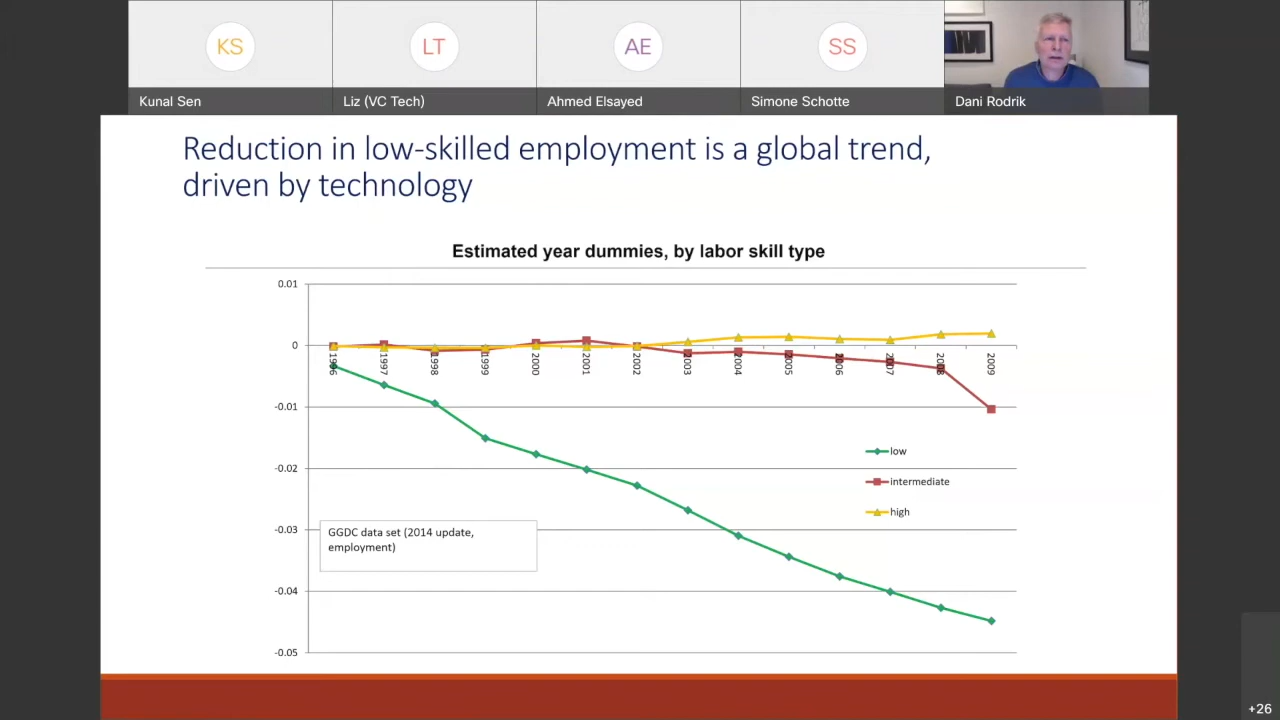 KS
LT
AE
SS
Kunal Sen
Liz (VC Tech)
Ahmed Elsayed
Simone Schotte
Dani Rodrik
Reduction in low-skilled employment is a global trend,
driven by technology
Estimated year dummies, by labor skill type
0.01
0
-0.01
-0.02
-0.03
-0.04
-0.05
1996
1997
1998
1999
2000
2001
2002
2003
2004
2005
2006
2007
2008
2009
low
intermediate
high
GGDC data set (2014 update,
employment)
+26